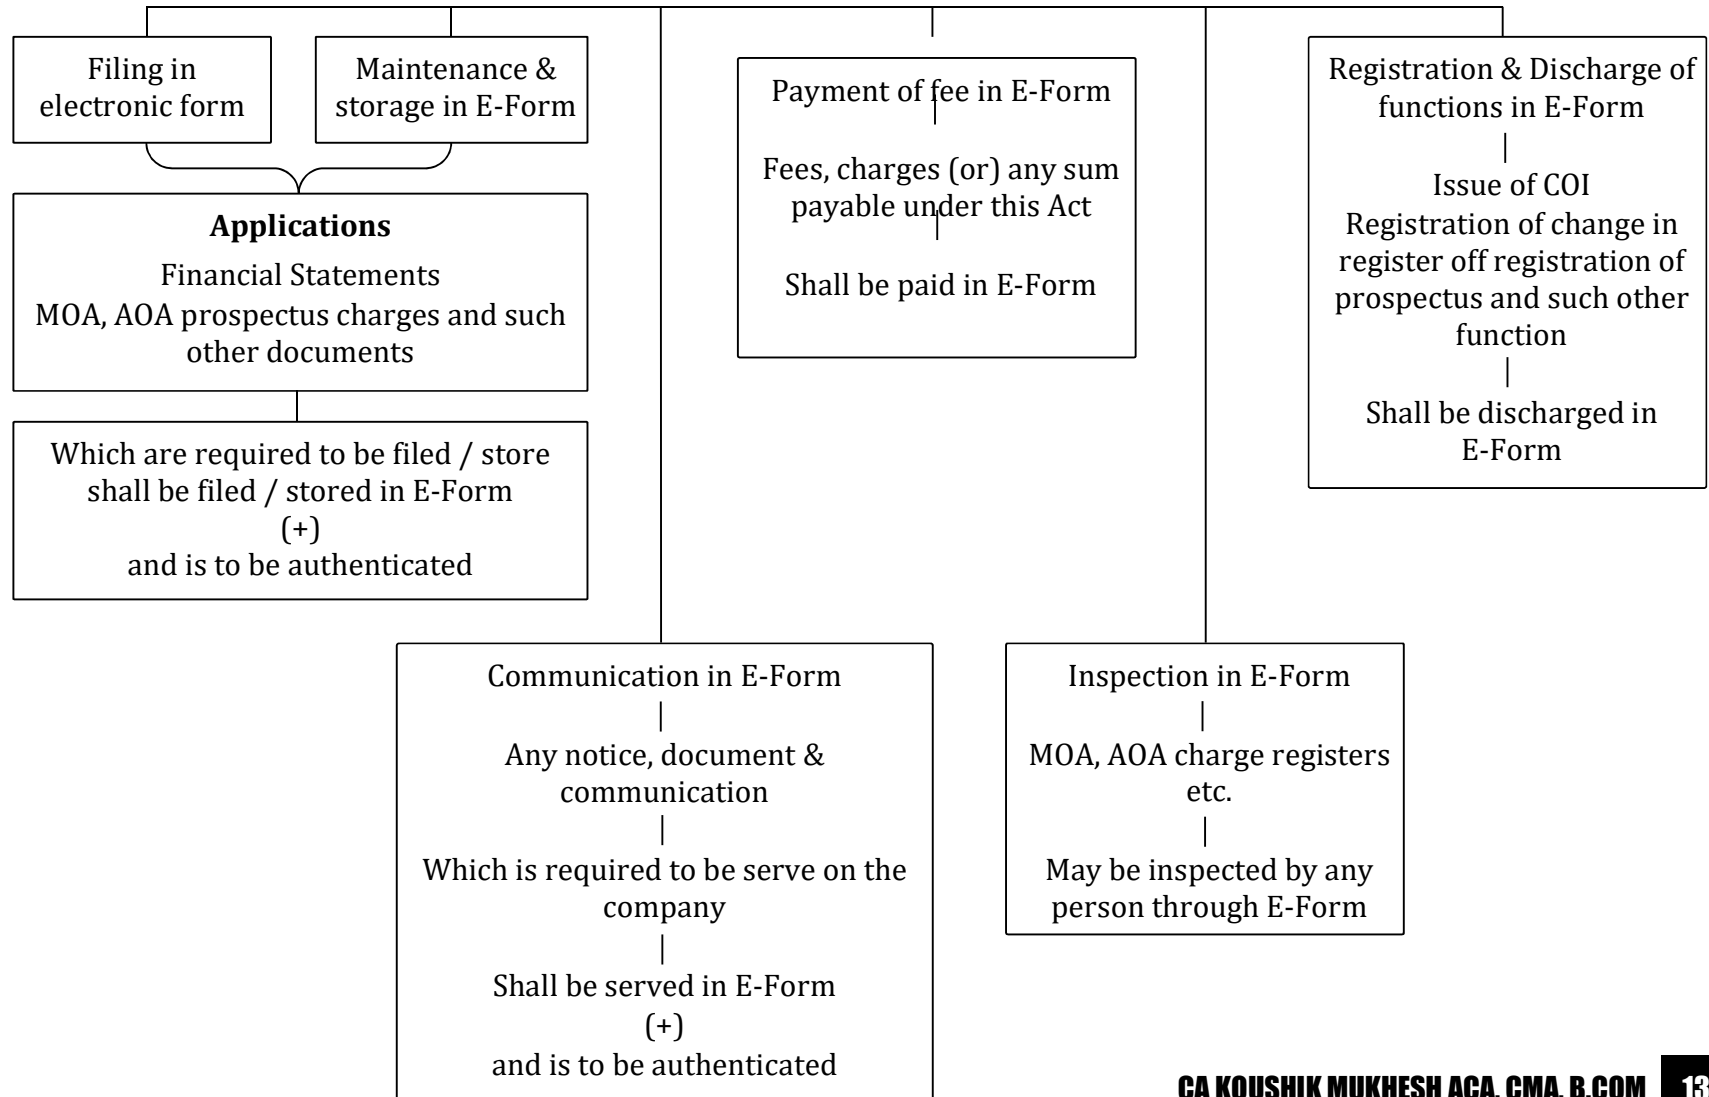 Filing in
electronic form
Maintenance &
storage in E-Form
Applications
Financial Statements
MOA, AOA prospectus charges and such
other documents
Which are required to be filed / store
shall be filed / stored in E-Form
(+)
and is to be authenticated
Payment of fee in E-Form
Fees, charges (or) any sum
payable under this Act
Shall be paid in E-Form
Registration & Discharge of
functions in E-Form
Issue of COI
Registration of change in
register off registration of
prospectus and such other
function
Shall be discharged in
E-Form
Communication in E-Form
Any notice, document &
communication
Which is required to be serve on the
company
Shall be served in E-Form
(+)
and is to be authenticated
Inspection in E-Form
MOA, AOA charge registers
etc.
May be inspected by any
person through E-Form
CA KOUSHIK MUKHESH ACA, CMA, B.COM